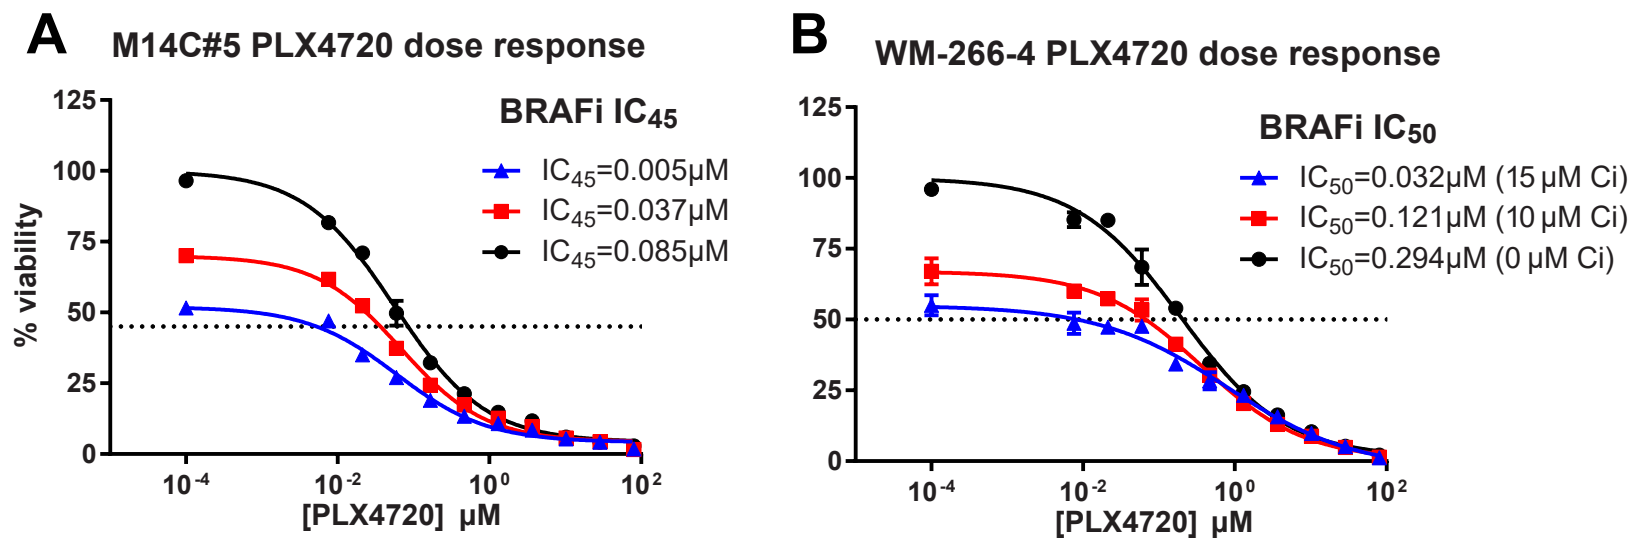 A
M14C#5 PLX4720 dose response
BRAFi IC45
IC45=0.005µM
IC45=0.037µM
IC45=0.085µM
% viability
125
100
75
50
25
0
10-4
10-2
100
102
[PLX4720] µM
B
WM-266-4 PLX4720 dose response
BRAFi IC50
IC50=0.032µM (15 µM Ci)
IC50=0.121µM (10 µM Ci)
IC50=0.294µM (0 µM Ci)
125
100
75
50
25
0
10-4
10-2
100
102
[PLX4720] µM